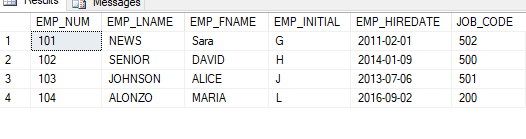 Results Messages
EMP_NUM EMP_LNAME EMP_FNAME EMP_INITIAL EMP_HIREDATE JOB_CODE
1 101 NEWS Sara G 2011-02-01 502
2 102 SENIOR DAVID H 2014-01-09 500
3 103 JOHNSON ALICE J 2013-07-06 501
4 104 ALONZO MARIA L 2016-09-02 200